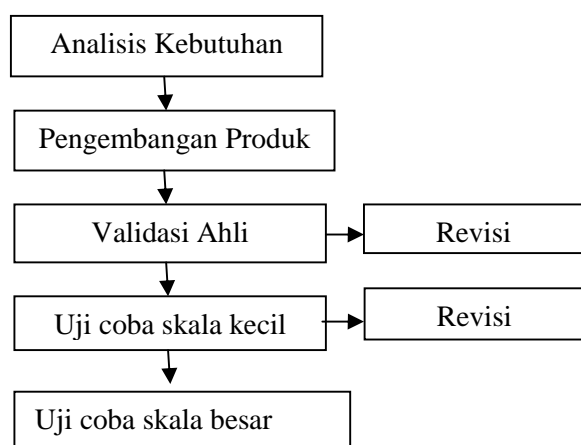 Analisis Kebutuhan
Pengembangan Produk
Validasi Ahli
Revisi
Uji coba skala kecil
Revisi
Uji coba skala besar